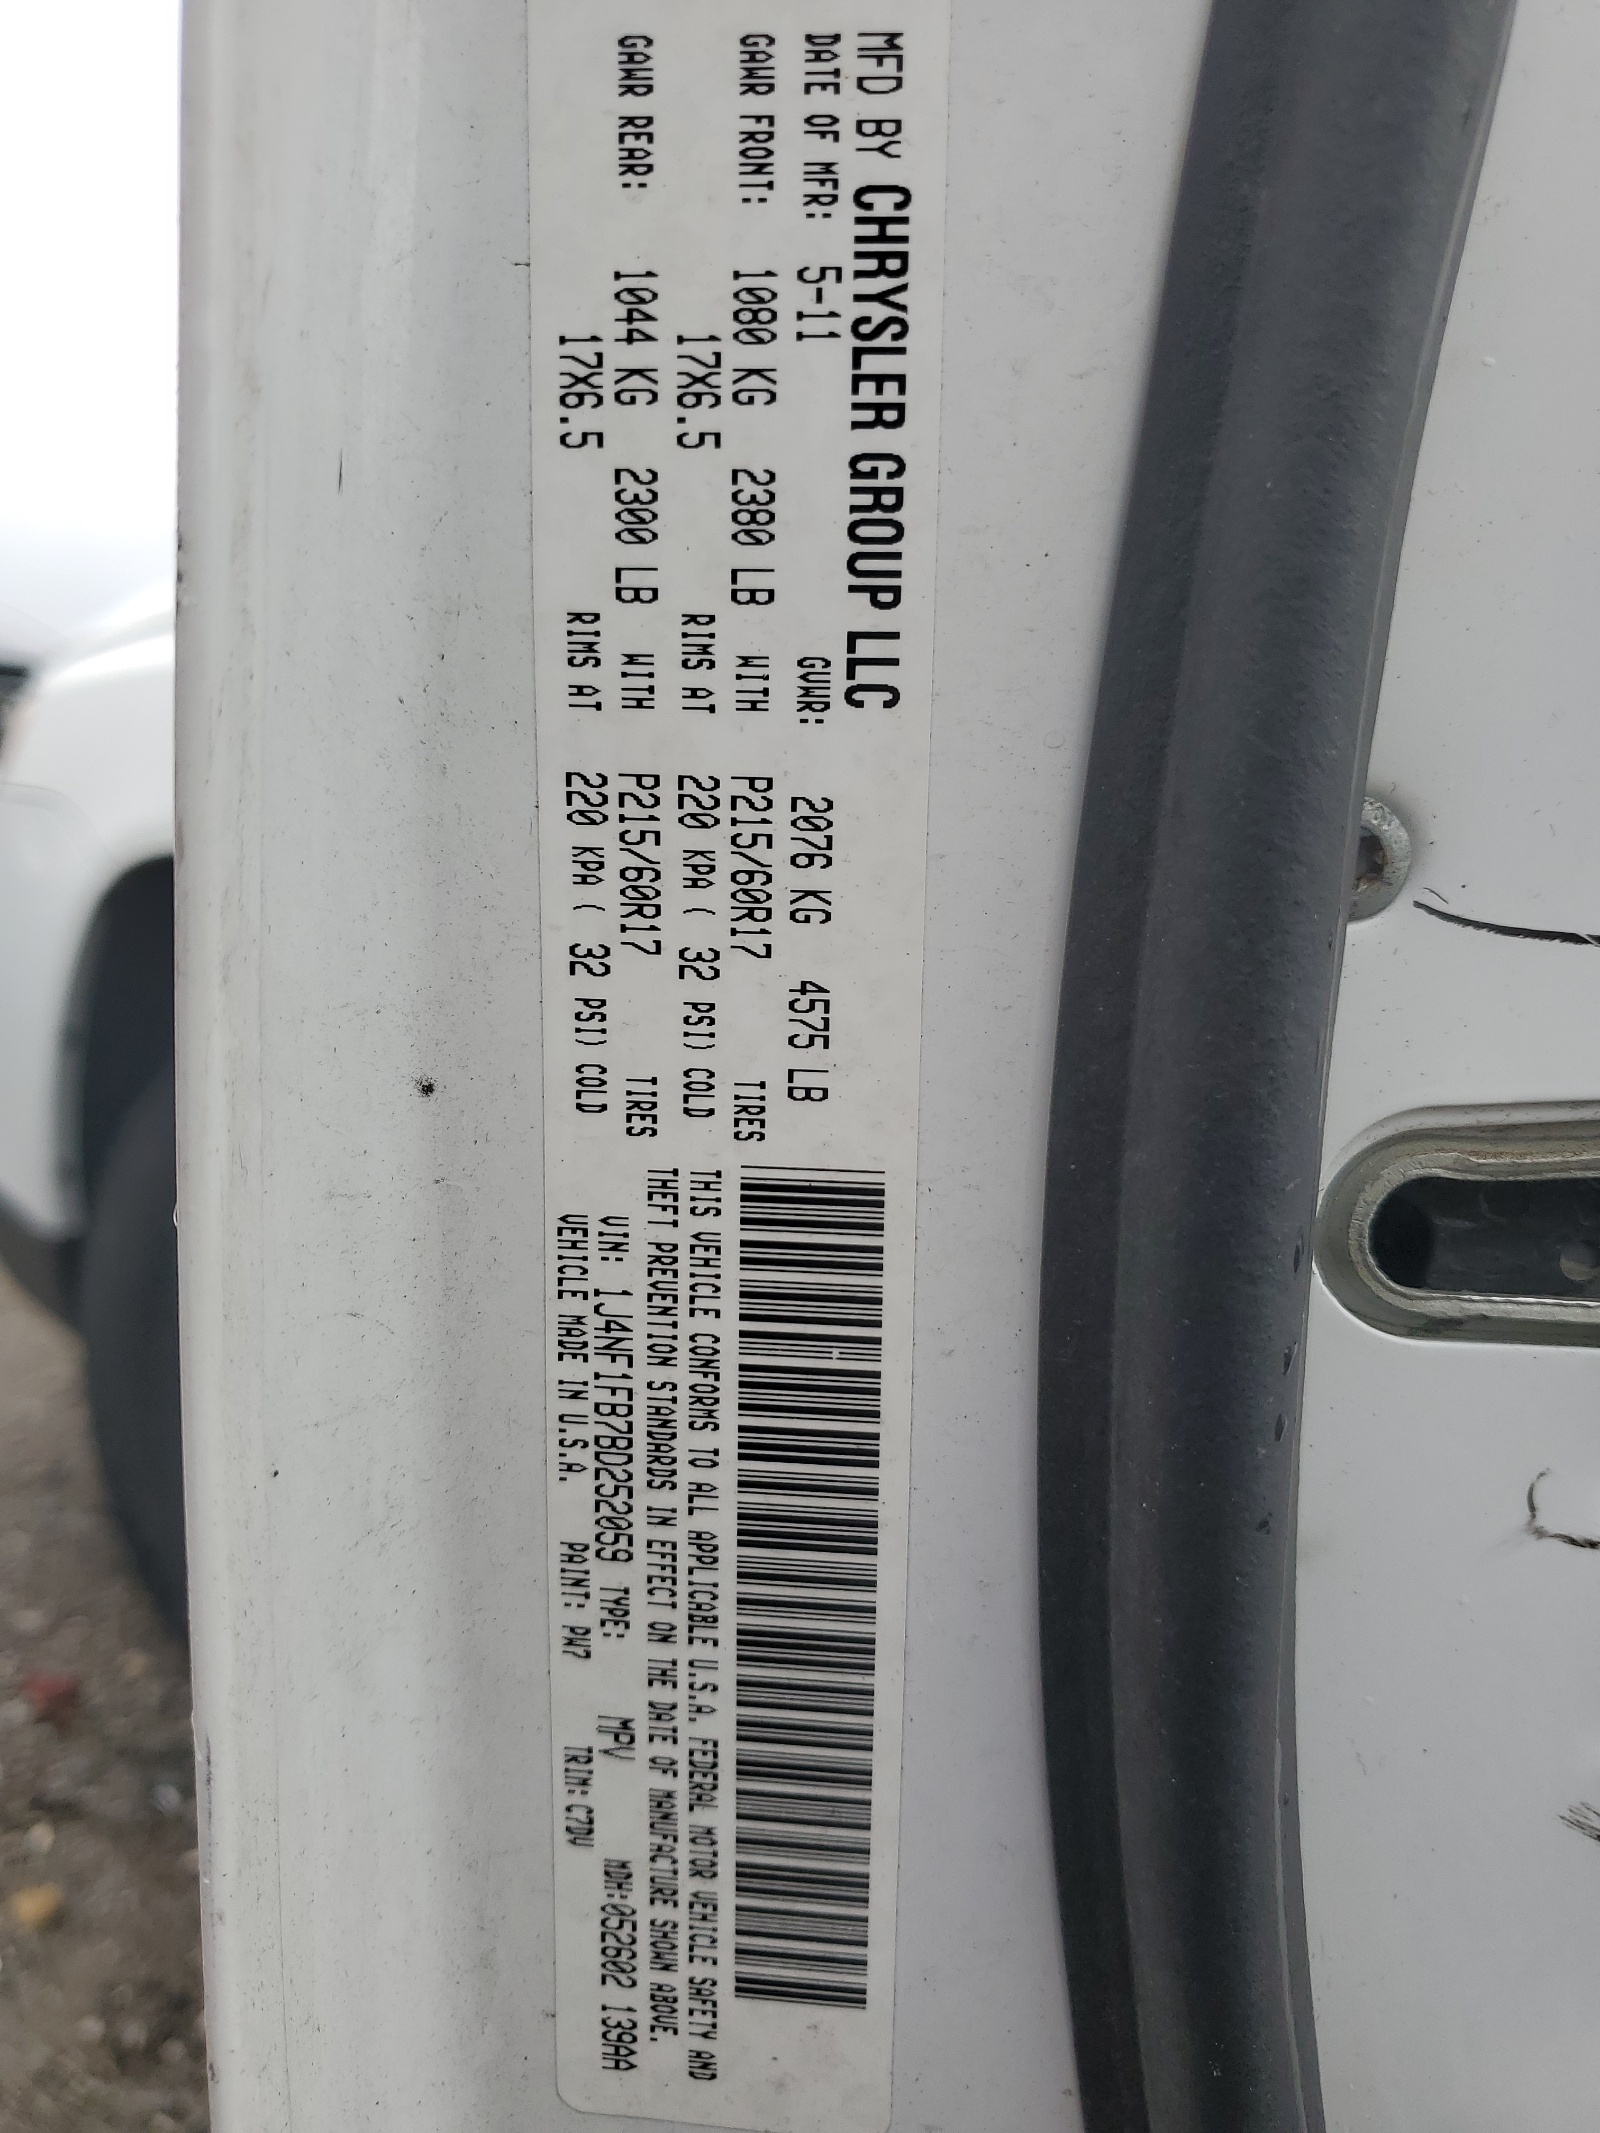 MFD BY CHRYSLER GROUP LLC
DATE OF MFR: 5-11 GVWR: 2076 KG 4575 LB
GAWR FRONT: 1080 KG 2380 LB WITH P215/60R17 TIRES
17X6.5 RIMS AT 220 KPA ( 32 PSI) COLD
GAWR REAR: 1044 KG 2300 LB WITH P215/60R17 TIRES
17X6.5 RIMS AT 220 KPA ( 32 PSI) COLD
THIS VEHICLE CONFORMS TO ALL APPLICABLE U.S.A. FEDERAL MOTOR VEHICLE SAFETY AND
THEFT PREVENTION STANDARDS IN EFFECT ON THE DATE OF MANUFACTURE SHOWN ABOVE.
VIN: 1J4NF1FB7BD252059 TYPE: MPV MDH:052602 139AA
VEHICLE MADE IN U.S.A. PAINT: PW7 TRIM: C7D4